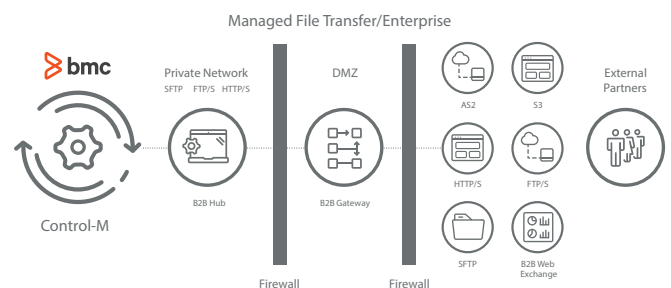 Managed File Transfer/Enterprise
bmc
Control-M
Private Network
SFTP FTP/S HTTP/S
B2B Hub
Firewall
DMZ
B2B Gateway
Firewall
AS2
S3
HTTP/S
FTP/S
SFTP
B2B Web
Exchange
External
Partners